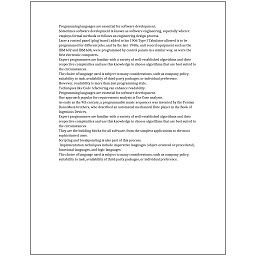 Programming languages are essential for software development.
Sometimes software development is known as software engineering, especially when it
employs formal methods or follows an engineering design process.
Later a control panel (plug board) added to his 1906 Type I Tabulator allowed it to be
programmed for different jobs, and by the late 1940s, unit record equipment such as the
IBM 602 and IBM 604, were programmed by control panels in a similar way, as were the
first electronic computers.
Expert programmers are familiar with a variety of well-established algorithms and their
respective complexities and use this knowledge to choose algorithms that are best suited to
the circumstances.
The choice of language used is subject to many considerations, such as company policy,
suitability to task, availability of third-party packages, or individual preference.
However, readability is more than just programming style.
Techniques like Code refactoring can enhance readability.
Programming languages are essential for software development.
One approach popular for requirements analysis is Use Case analysis.
As early as the 9th century, a programmable music sequencer was invented by the Persian
Banu Musa brothers, who described an automated mechanical flute player in the Book of
Ingenious Devices.
Expert programmers are familiar with a variety of well-established algorithms and their
respective complexities and use this knowledge to choose algorithms that are best suited to the
circumstances.
They are the building blocks for all software, from the simplest applications to the most
sophisticated ones.
Scripting and breakpointing is also part of this process.
Implementation techniques include imperative languages (object-oriented or procedural),
functional languages, and logic languages.
The choice of language used is subject to many considerations, such as company policy,
suitability to task, availability of third-party packages, or individual preference.